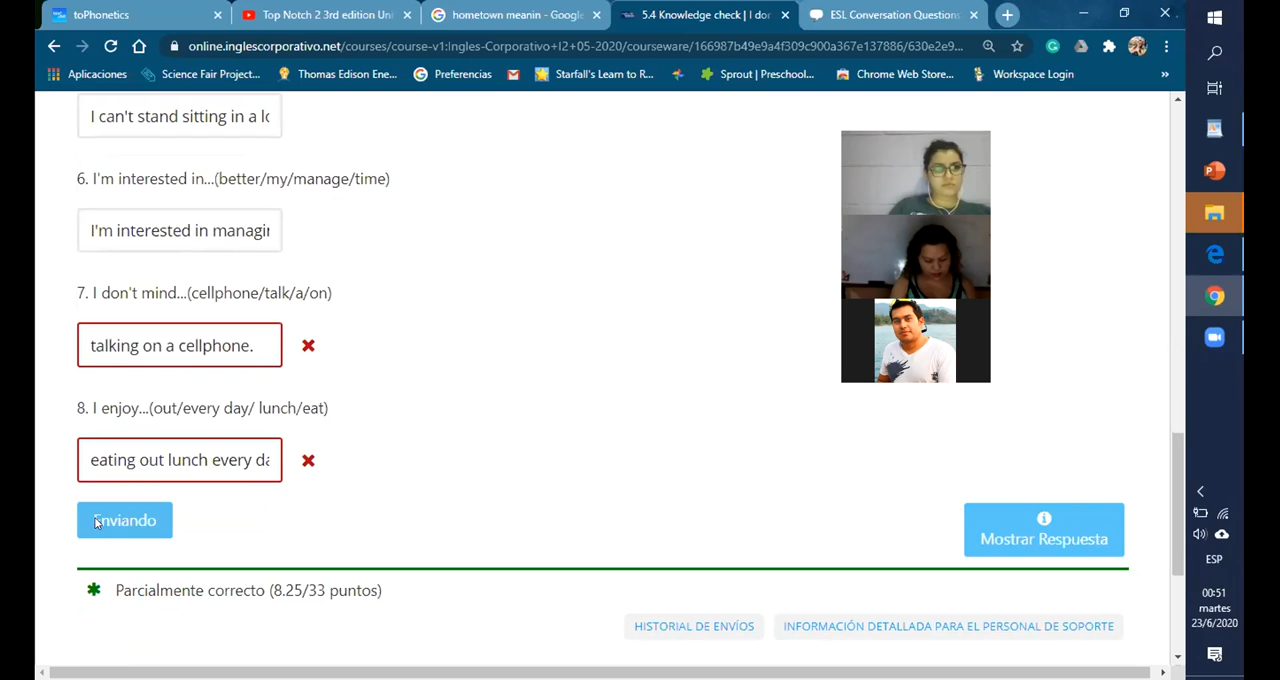 toPhonetics
Top Notch 2 3rd edition Uni
hometown meanin - Google
5.4 Knowledge check | I dor
ESL Conversation Questions
online.inglescorporativo.net/courses/course-v1:Ingles-Corporativo+I2+05-2020/courseware/166987b49e9a4f309c900a367e137886/630e2e9...
Aplicaciones
Science Fair Project...
Thomas Edison Ene...
Preferencias
Starfall's Learn to R...
Sprout | Preschool...
Chrome Web Store...
Workspace Login
»
I can't stand sitting in a lo
6. I'm interested in...(better/my/manage/time)
I'm interested in managin
7. I don't mind...(cellphone/talk/a/on)
talking on a cellphone.
8. I enjoy...(out/every day/ lunch/eat)
eating out lunch every da
Enviando
Mostrar Respuesta
Parcialmente correcto (8.25/33 puntos)
HISTORIAL DE ENVÍOS
INFORMACIÓN DETALLADA PARA EL PERSONAL DE SOPORTE
ESP
00:51
martes
23/6/2020